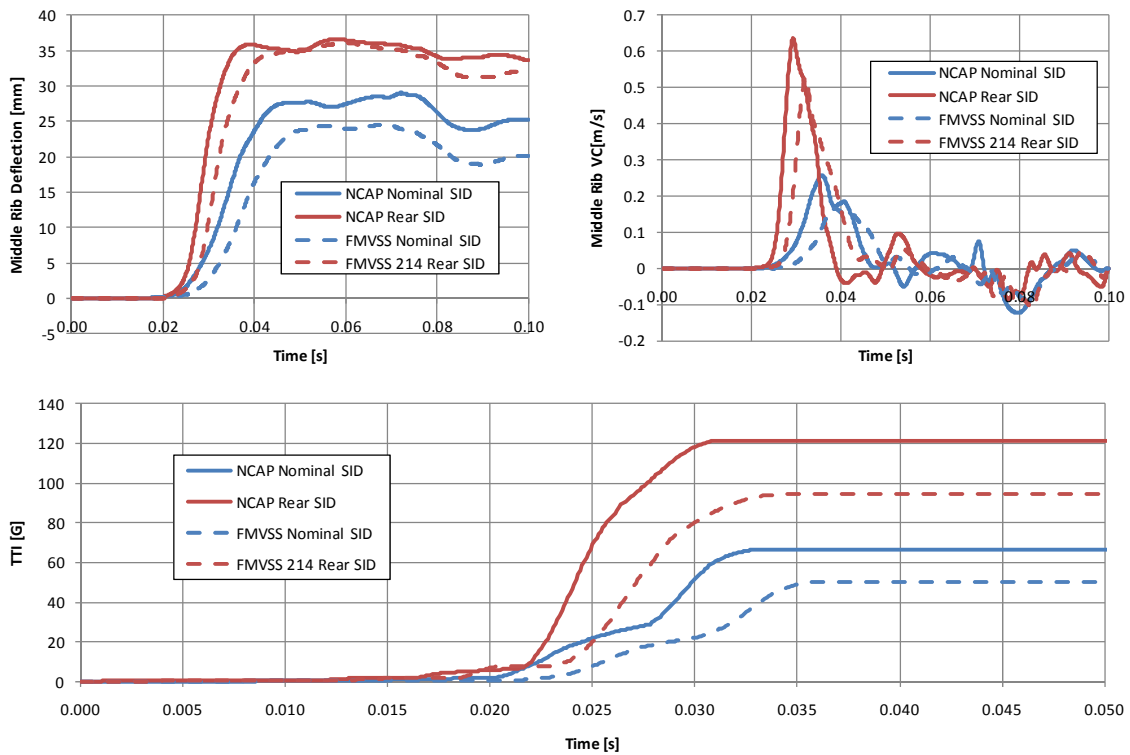 Middle Rib Deflection [mm]
40
35
30
25
20
15
10
5
0
-5
0.00 0.02 0.04 0.06 0.08 0.10
Time [s]
NCAP Nominal SID
NCAP Rear SID
FMVSS Nominal SID
FMVSS 214 Rear SID
Middle Rib VC[m/s]
0.7
0.6
0.5
0.4
0.3
0.2
0.1
0
-0.1
-0.2
0.00 0.02 0.04 0.06 0.08 0.10
Time [s]
NCAP Nominal SID
NCAP Rear SID
FMVSS Nominal SID
FMVSS 214 Rear SID
TTI [G]
140
120
100
80
60
40
20
0
0.000 0.005 0.010 0.015 0.020 0.025 0.030 0.035 0.040 0.045 0.050
Time [s]
NCAP Nominal SID
NCAP Rear SID
FMVSS Nominal SID
FMVSS 214 Rear SID